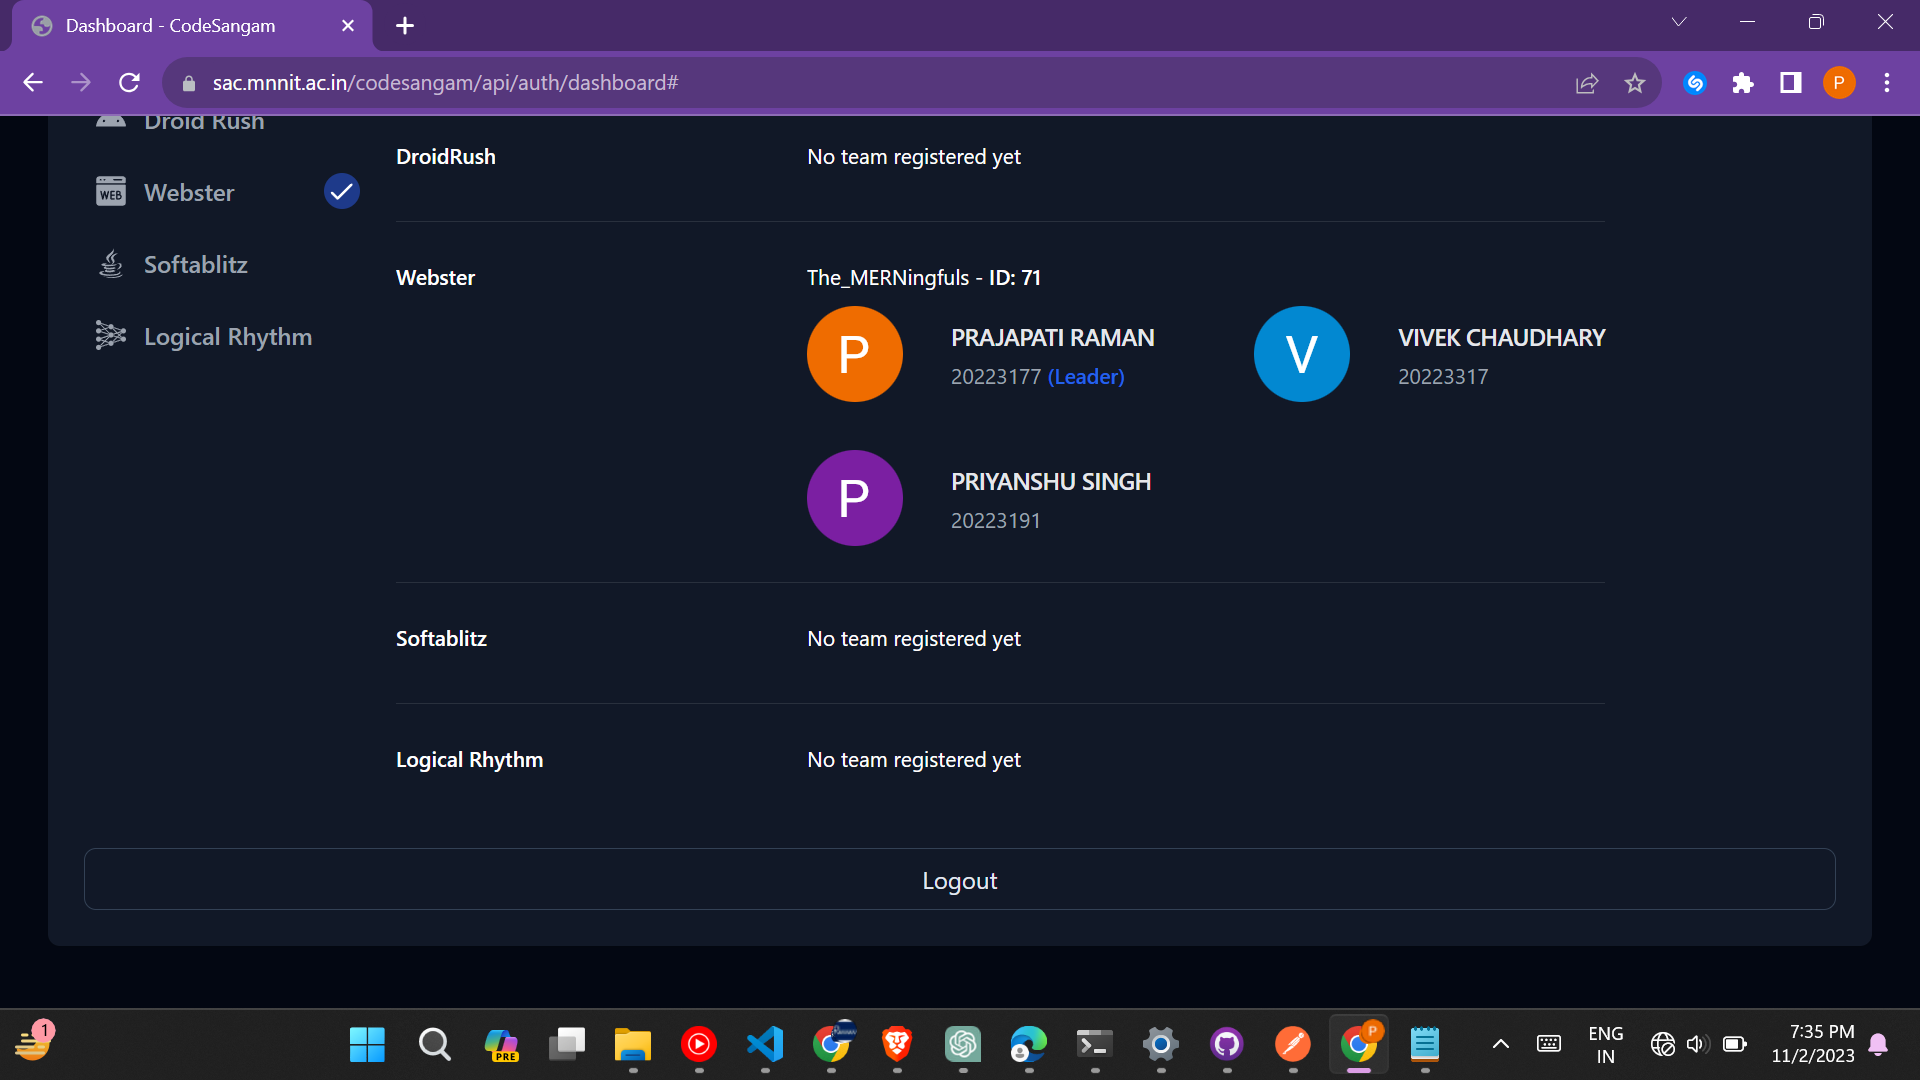 Dashboard - CodeSangam
sac.mnnit.ac.in/codesangam/api/auth/dashboard#
P
Droid Rush
WEB
Webster
Softablitz
Logical Rhythm
DroidRush
No team registered yet
Webster
The_MERNingfuls - ID: 71
P
PRAJAPATI RAMAN
20223177 (Leader)
V
VIVEK CHAUDHARY
20223317
P
PRIYANSHU SINGH
20223191
Softablitz
No team registered yet
Logical Rhythm
No team registered yet
Logout
1
PRE
P
ENG
IN
7:35 PM
11/2/2023